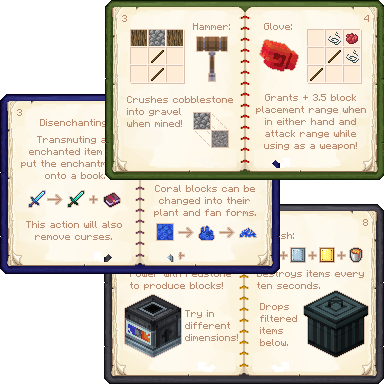 3
Hammer:
Crushes cobblestone
into gravel
when mined!
4
Glove:
Grants + 3.5 block
placement range when
in either hand and
attack range while
using as a weapon!
3
Disenchanting
Transmuting a
enchanted item
put the enchantm
onto a book.
This action will also
remove curses.
Coral blocks can be
changed into their
plant and fan forms.
Power with redstone
to produce blocks!
Try in
different
dimensions!
8
sh:
Destroys items every
ten seconds.
Drops
filtered
items
below.